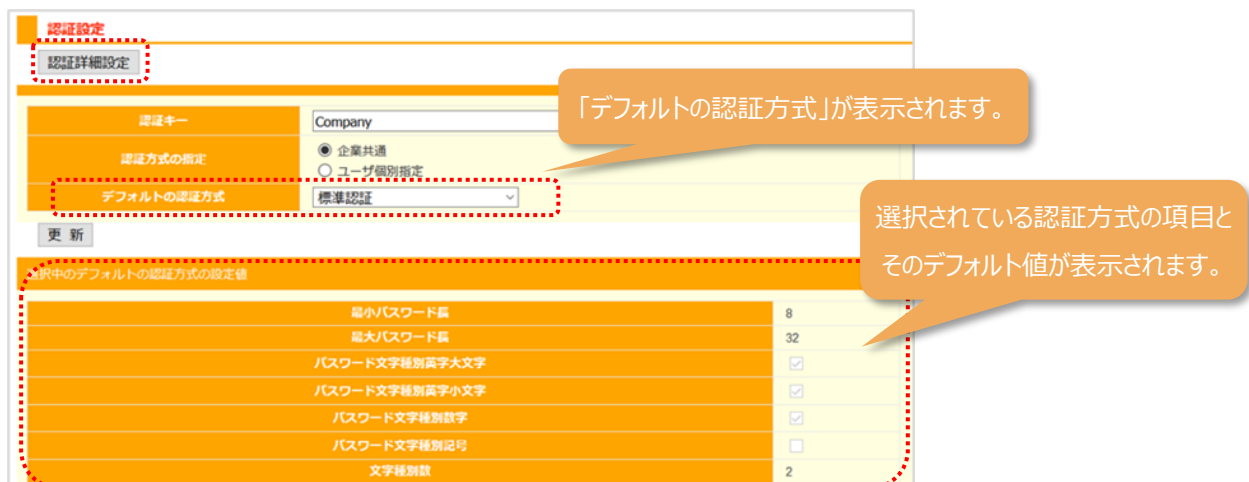 認証設定
認証詳細設定
「デフォルトの認証方式」が表示されます。
認証キー
Company
認証方式の指定
企業共通
ユーザ個別指定
デフォルトの認証方式
標準認証
選択されている認証方式の項目と
そのデフォルト値が表示されます。
更 新
選択中のデフォルトの認証方式の設定値
最小パスワード長
8
最大パスワード長
32
パスワード文字種別英字大文字
パスワード文字種別英字小文字
パスワード文字種別数字
パスワード文字種別記号
文字種別数
2